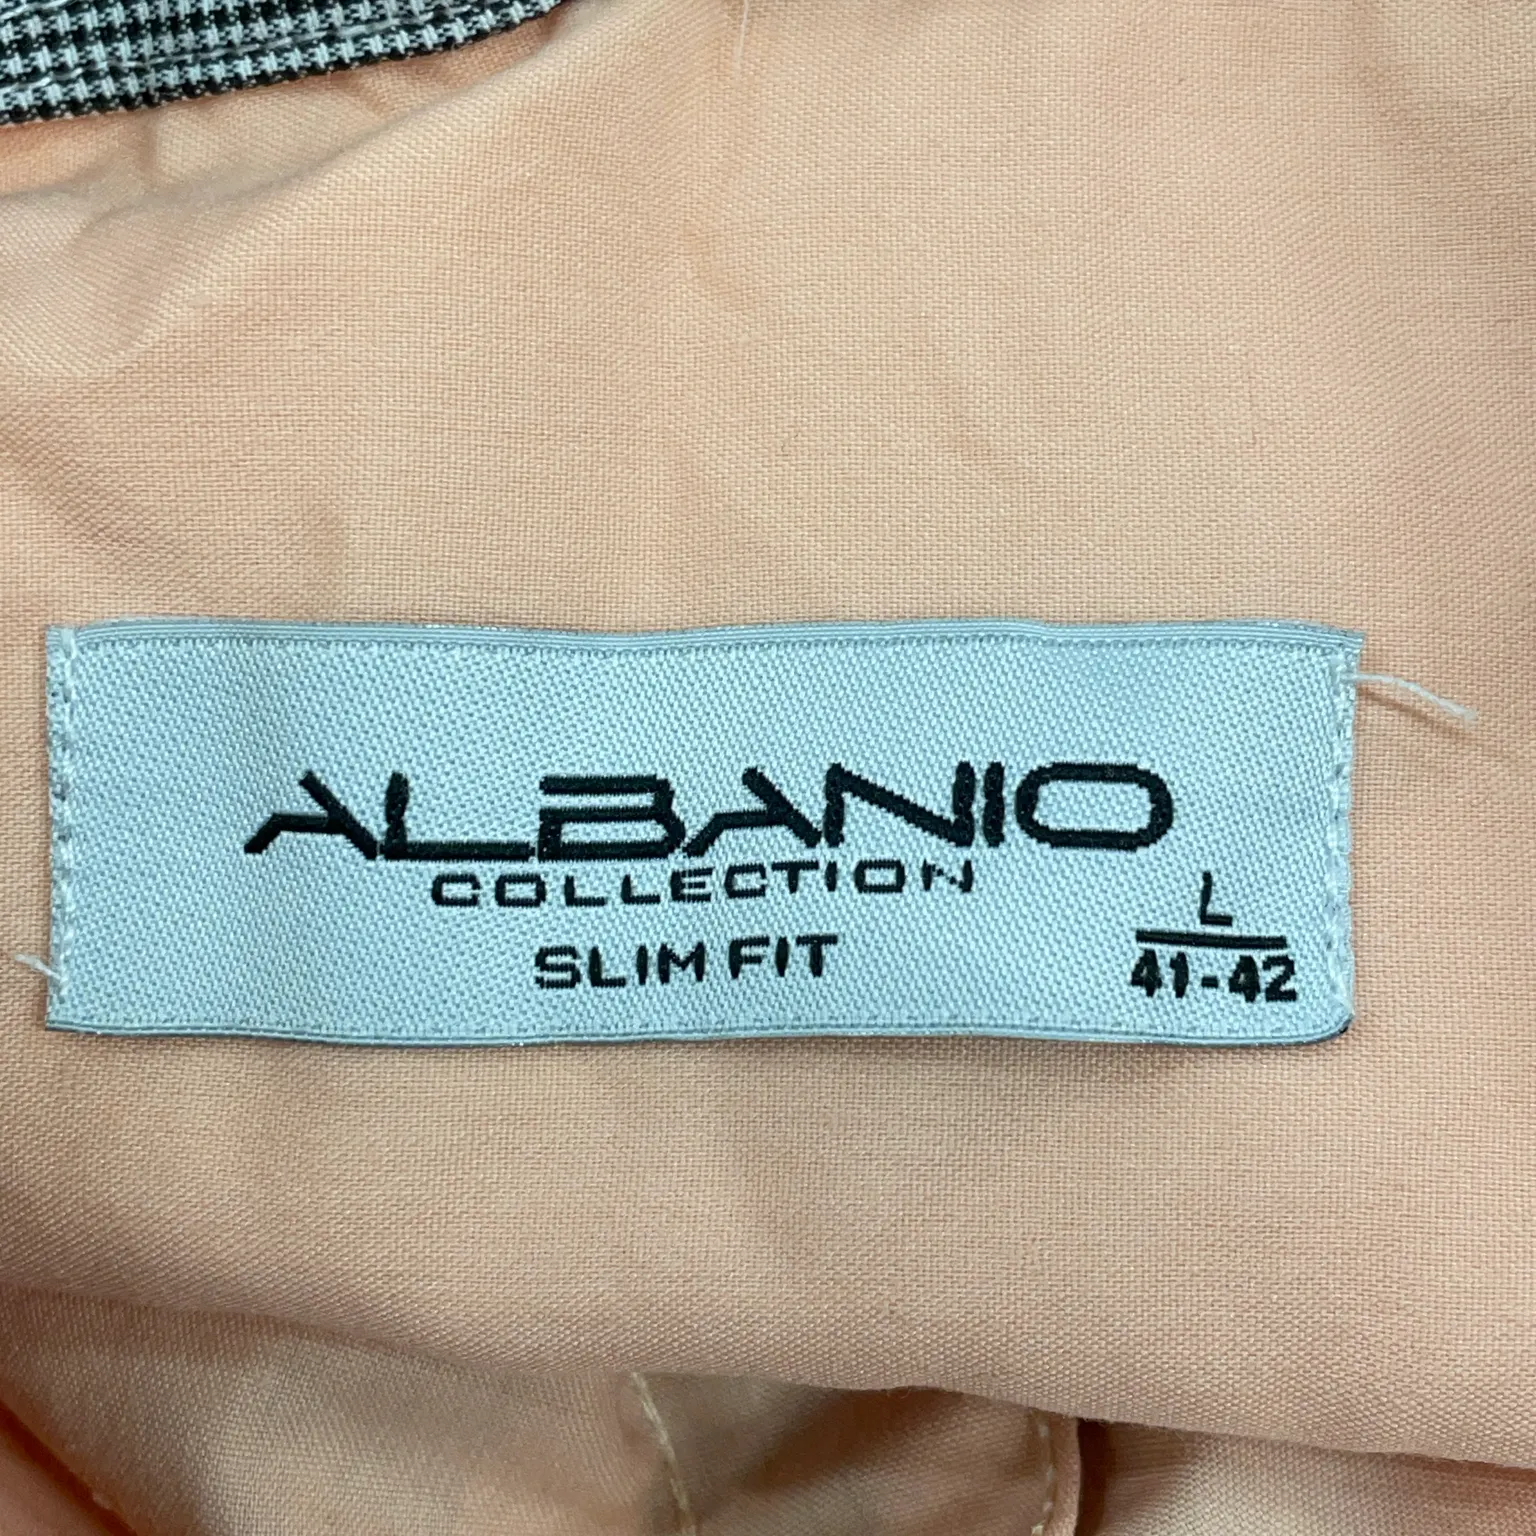 ALBANIO
COLLECTION
SLIM FIT
L
41-42